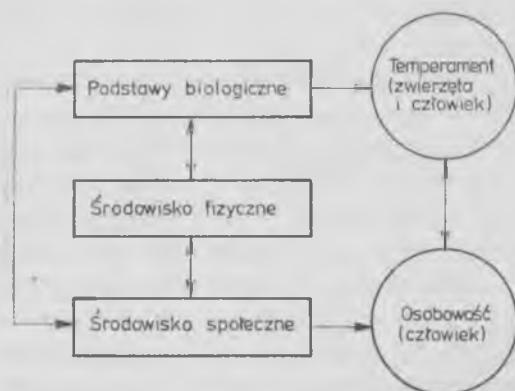 Podstawy biologiczne
Temperament
(zwierzęta
i człowiek)
Środowisko fizyczne
Środowisko społeczne
Osobowość
(człowiek)